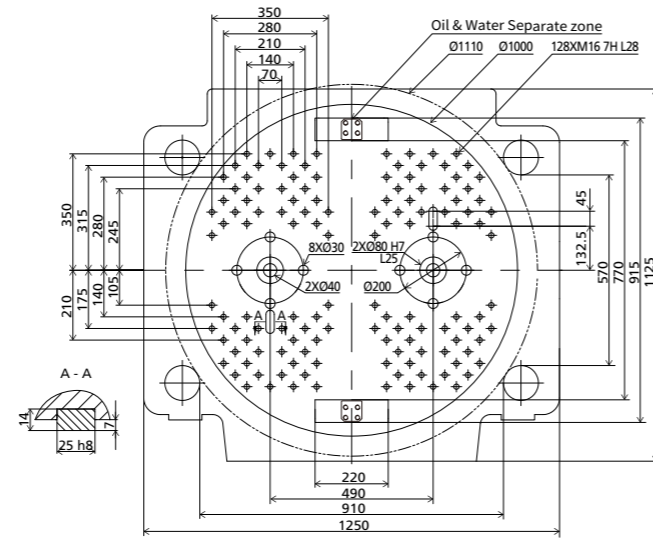 350
280
210
140
70
Oil & Water Separate zone
Ø1110
Ø1000
128XM16 7H L28
350
315
280
245
210
175
140
105
8XØ30
2XØ40
2XØ80 H7
L25
Ø200
A
A
45
132.5
570
770
915
1125
A - A
14
7
25 h8
220
490
910
1250